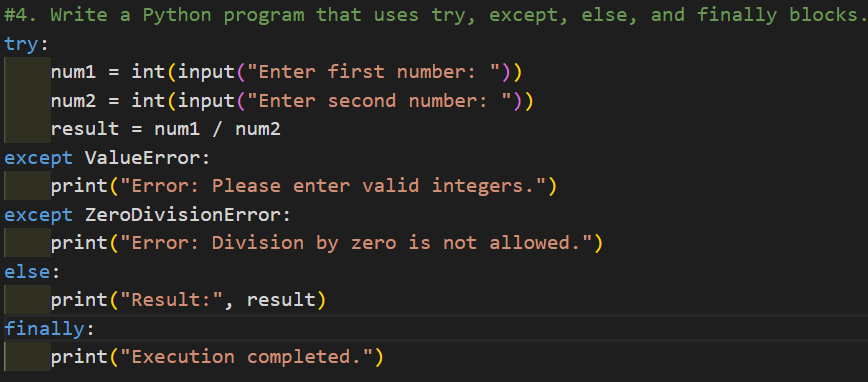 #4. Write a Python program that uses try, except, else, and finally blocks.
try:
    num1 = int(input("Enter first number: "))
    num2 = int(input("Enter second number: "))
    result = num1 / num2
except ValueError:
    print("Error: Please enter valid integers.")
except ZeroDivisionError:
    print("Error: Division by zero is not allowed.")
else:
    print("Result:", result)
finally:
    print("Execution completed.")